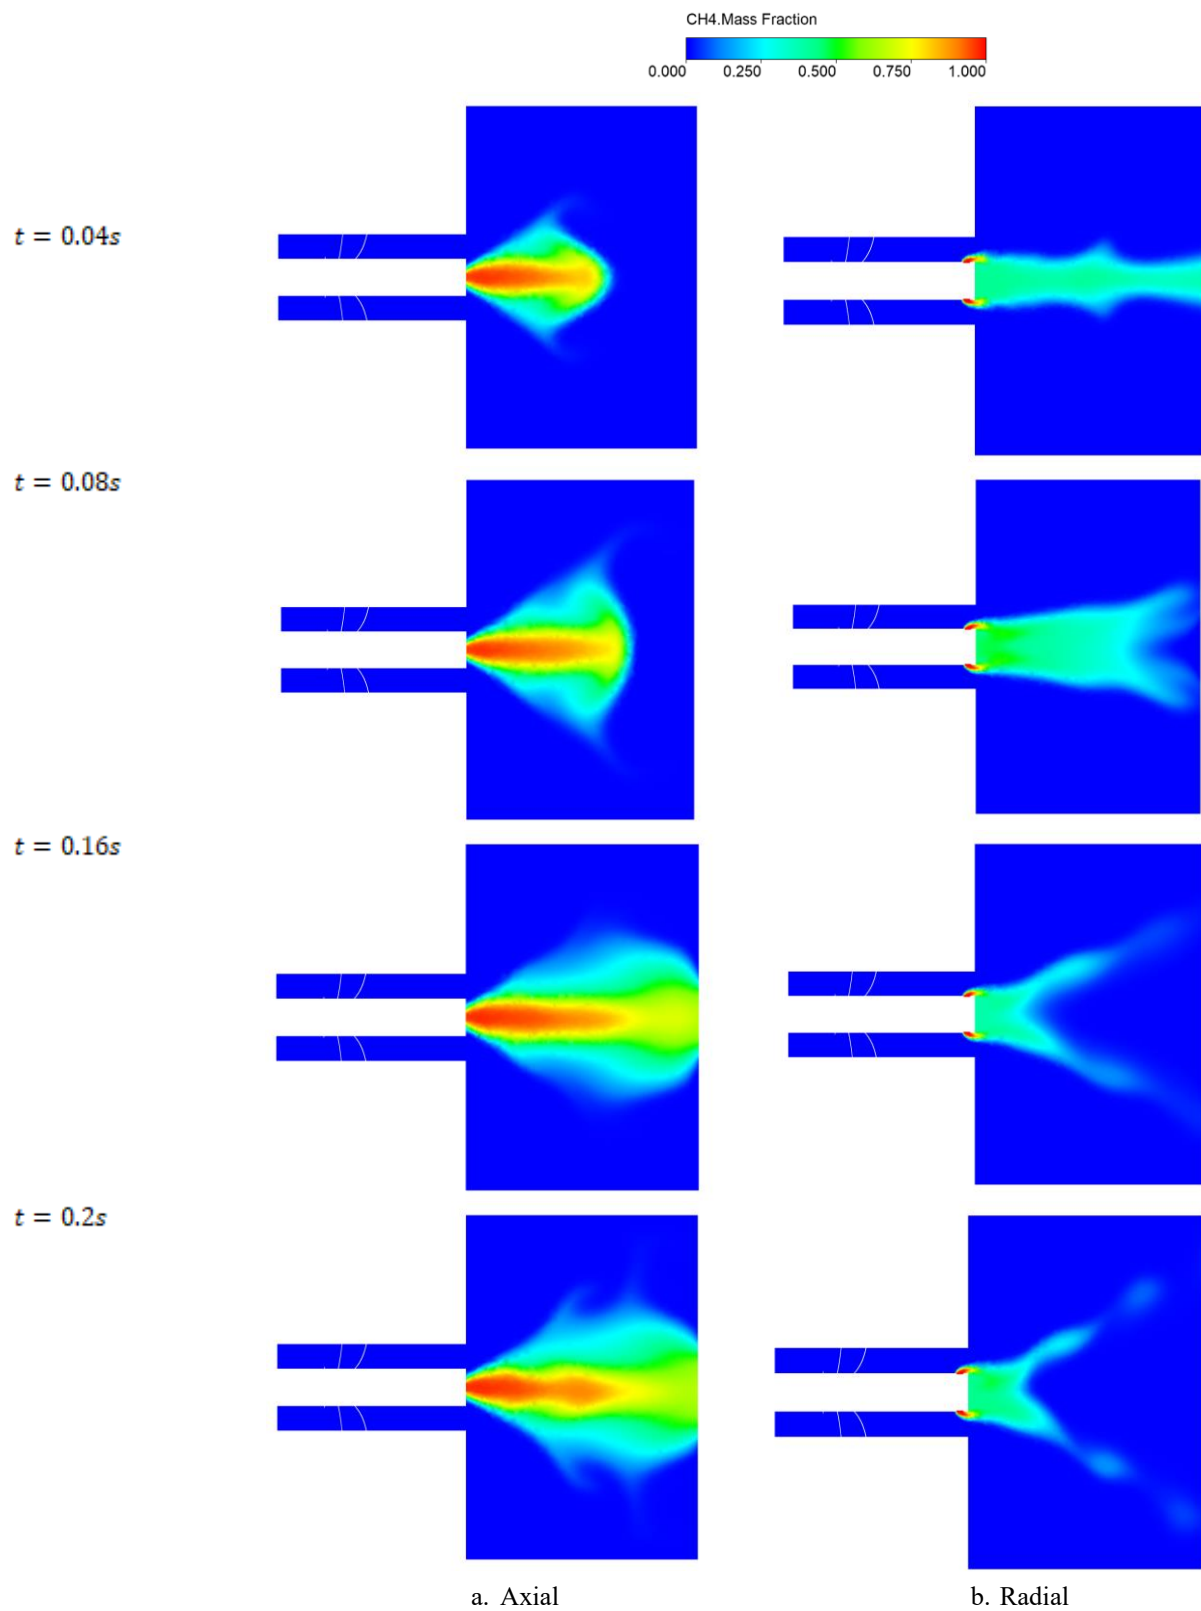 CH4.Mass Fraction
0.000 0.250 0.500 0.750 1.000
t = 0.04s
t = 0.08s
t = 0.16s
t = 0.2s
a. Axial b. Radial